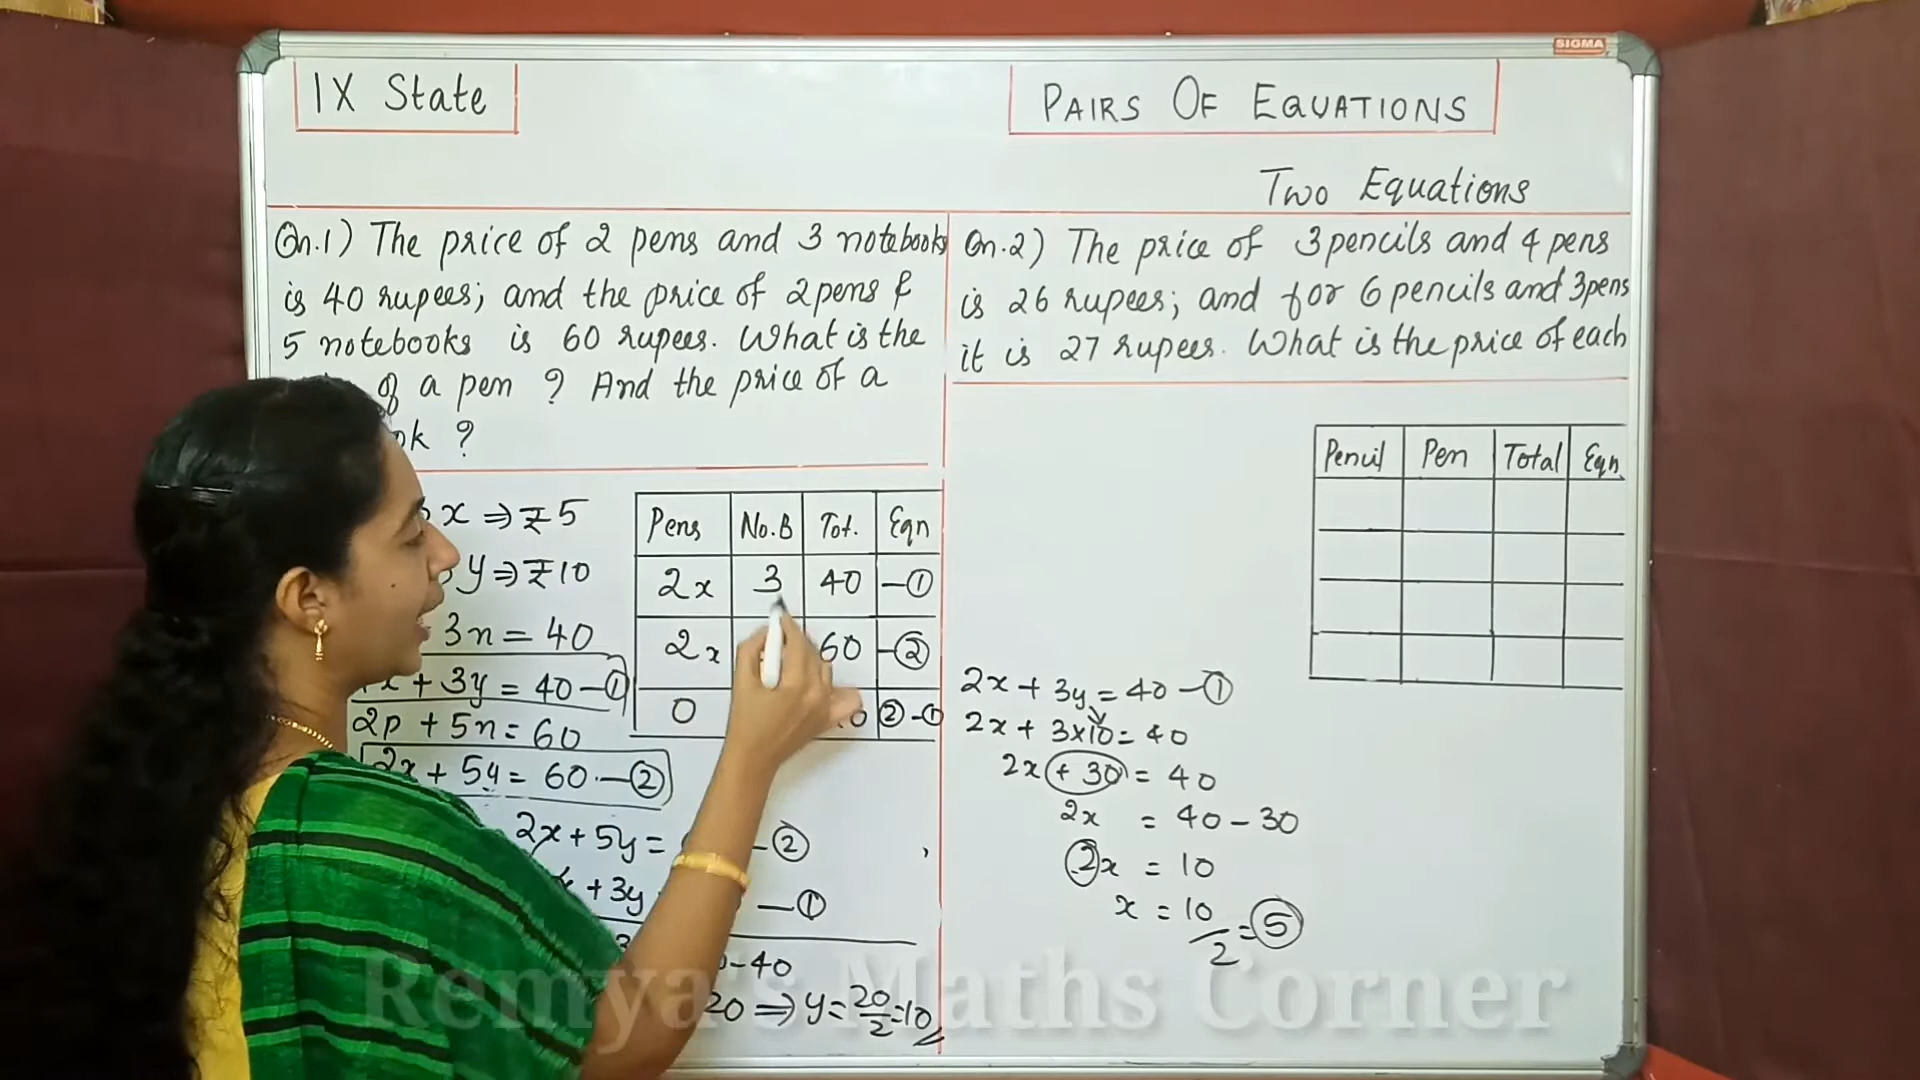 SIGMA
IX State
PAIRS OF EQUATIONS
Two Equations
Qn.1) The price of 2 pens and 3 notebooks
is 40 rupees; and the price of 2 pens &
5 notebooks is 60 rupees. What is the
of a pen ? And the price of a
ok ?
x ⇒ ₹5
y ⇒ ₹10
3n = 40
x + 3y = 40 —①
2p + 5n = 60
2x + 5y = 60 —②
2x + 5y = —②
+ 3y —①
-40
20 ⇒ y = 20/2 = 10
Pens No.B Tot. Eqn
2x 3 40 —①
2x 60 —②
0 0 ②-①
Qn.2) The price of 3 pencils and 4 pens
is 26 rupees; and for 6 pencils and 3 pens
it is 27 rupees. What is the price of each
Pencil Pen Total Eqn
2x + 3y = 40 —①
2x + 3×10 = 40
2x + 30 = 40
2x = 40 - 30
2x = 10
x = 10/2 = 5
Remya's Maths Corner